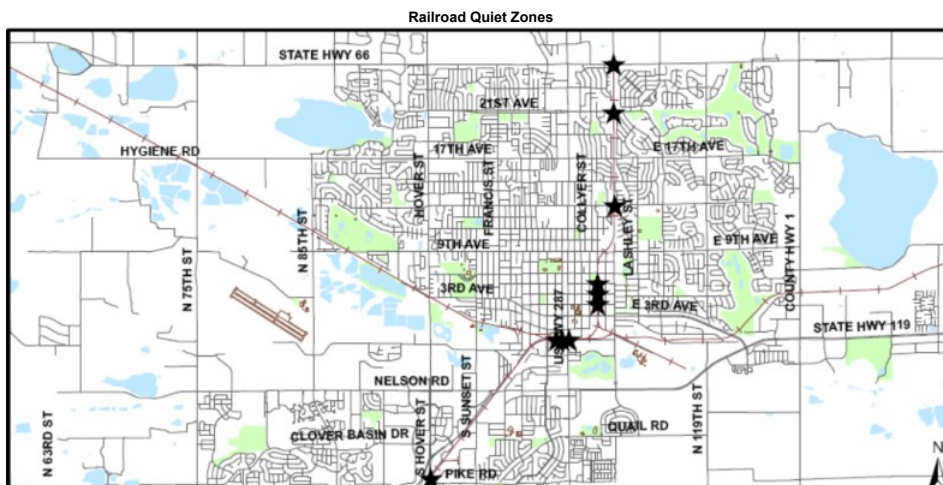 Railroad Quiet Zones
STATE HWY 66
21ST AVE
17TH AVE
E 17TH AVE
HYGIENE RD
HOVER ST
FRANCIS ST
COLLYER ST
LASHLEY ST
N 85TH ST
9TH AVE
E 9TH AVE
COUNTY HWY 1
N 75TH ST
3RD AVE
E 3RD AVE
US HWY 287
STATE HWY 119
NELSON RD
S SUNSET ST
N 63RD ST
CLOVER BASIN DR
S HOVER ST
QUAIL RD
N 119TH ST
PIKE RD
N